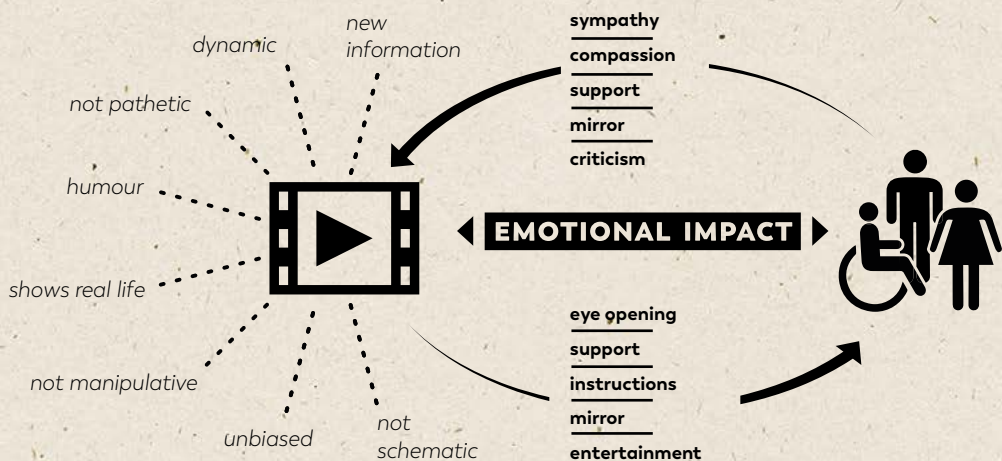 new
information
dynamic
not pathetic
humour
shows real life
not manipulative
unbiased
not
schematic
sympathy
compassion
support
mirror
criticism
EMOTIONAL IMPACT
eye opening
support
instructions
mirror
entertainment